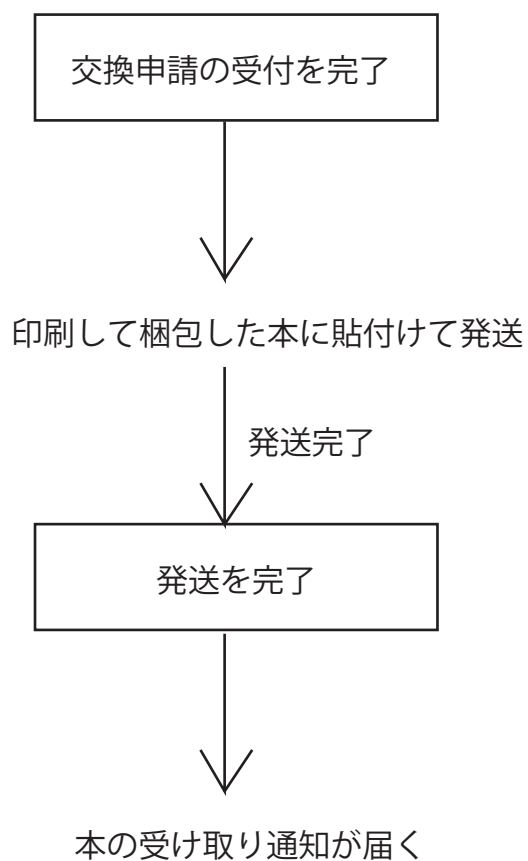 交換申請の受付を完了
印刷して梱包した本に貼付けて発送
発送完了
発送を完了
本の受け取り通知が届く